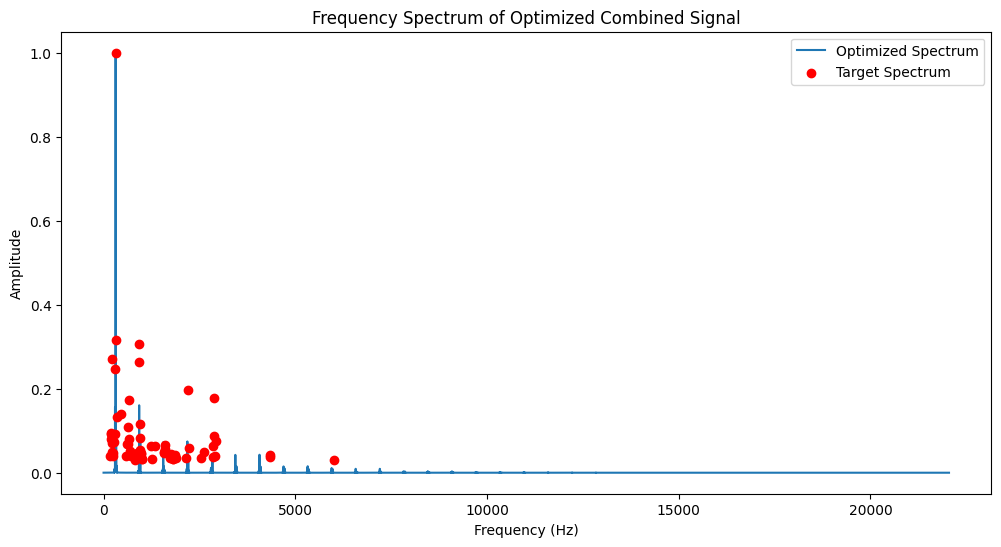 Frequency Spectrum of Optimized Combined Signal
Optimized Spectrum
Target Spectrum
Amplitude
1.0
0.8
0.6
0.4
0.2
0.0
0
5000
10000
15000
20000
Frequency (Hz)